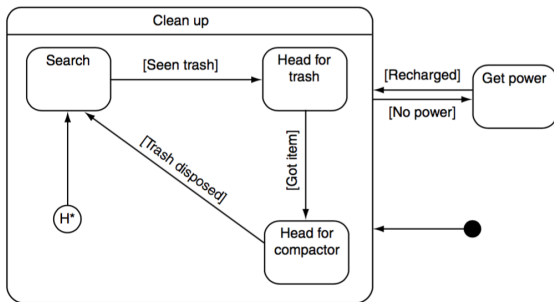 Clean up
Search
[Seen trash]
Head for
trash
[Recharged]
Get power
[No power]
[Trash disposed]
[Got item]
H*
Head for
compactor